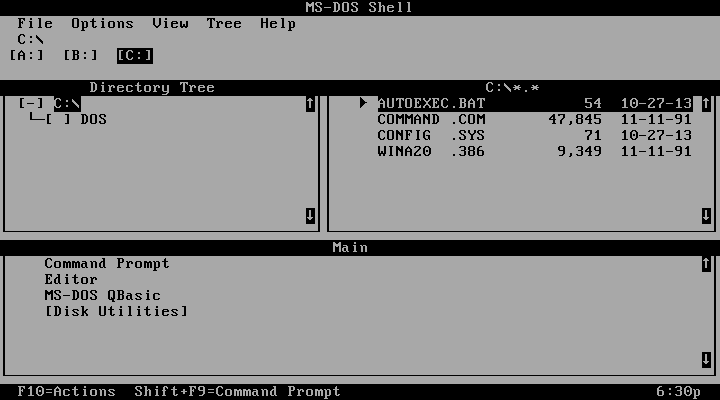 MS-DOS Shell
File Options View Tree Help
C:\
[A:] [B:] [C:]
Directory Tree
[-] C:\
└─[ ] DOS
C:\*.*
► AUTOEXEC.BAT 54 10-27-13
COMMAND .COM 47,845 11-11-91
CONFIG .SYS 71 10-27-13
WINA20 .386 9,349 11-11-91
Main
Command Prompt
Editor
MS-DOS QBasic
[Disk Utilities]
F10=Actions Shift+F9=Command Prompt 6:30p